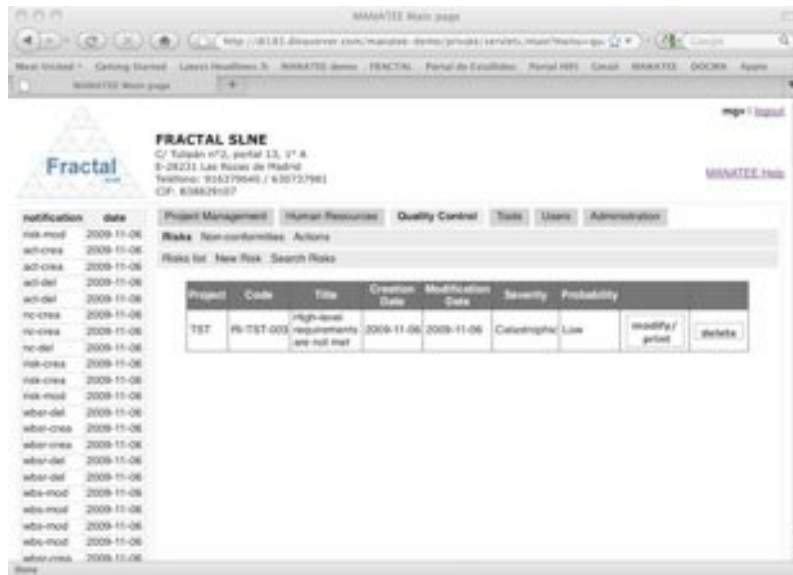 MANATEE Main page
Most Visited Getting Started Latest Headlines MANATEE demo FRACTAL Portal de Estudiantes Portal HIFI Gmail MANATEE DOCMA Apple
MANATEE Main page
mgv | logout
Fractal
FRACTAL SLNE
C/ Tulipán nº2, portal 13, 1º A
E-28231 Las Rozas de Madrid
MANATEE Help
notification date
risk-mod 2009-11-06
act-crea 2009-11-06
act-crea 2009-11-06
act-del 2009-11-06
act-del 2009-11-06
nc-crea 2009-11-06
nc-crea 2009-11-06
nc-del 2009-11-06
risk-crea 2009-11-06
risk-crea 2009-11-06
risk-mod 2009-11-06
wbsr-del 2009-11-06
wbsr-crea 2009-11-06
wbsr-crea 2009-11-06
wbsr-del 2009-11-06
wbsr-del 2009-11-06
wbs-mod 2009-11-06
wbs-mod 2009-11-06
wbs-mod 2009-11-06
wbs-mod 2009-11-06
wbsr-crea 2009-11-06
Project Management Human Resources Quality Control Tools Users Administration
Risks Non-conformities Actions
Risks list New Risk Search Risks
Project Code Title Creation Date Modification Date Severity Probability
TST RI-TST-003 High-level requirements are not met 2009-11-06 2009-11-06 Catastrophic Low modify/print delete
Done